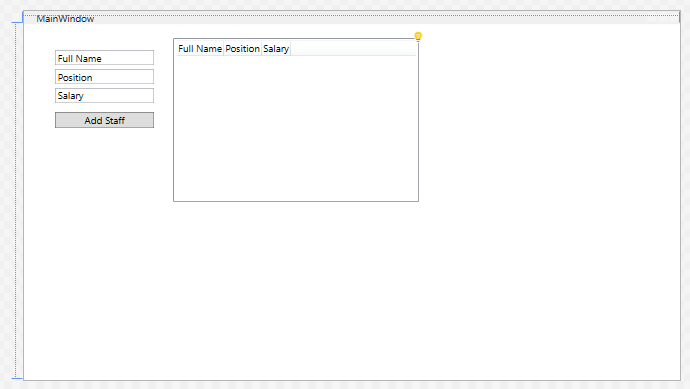 MainWindow
Full Name
Position
Salary
Add Staff
Full Name Position Salary